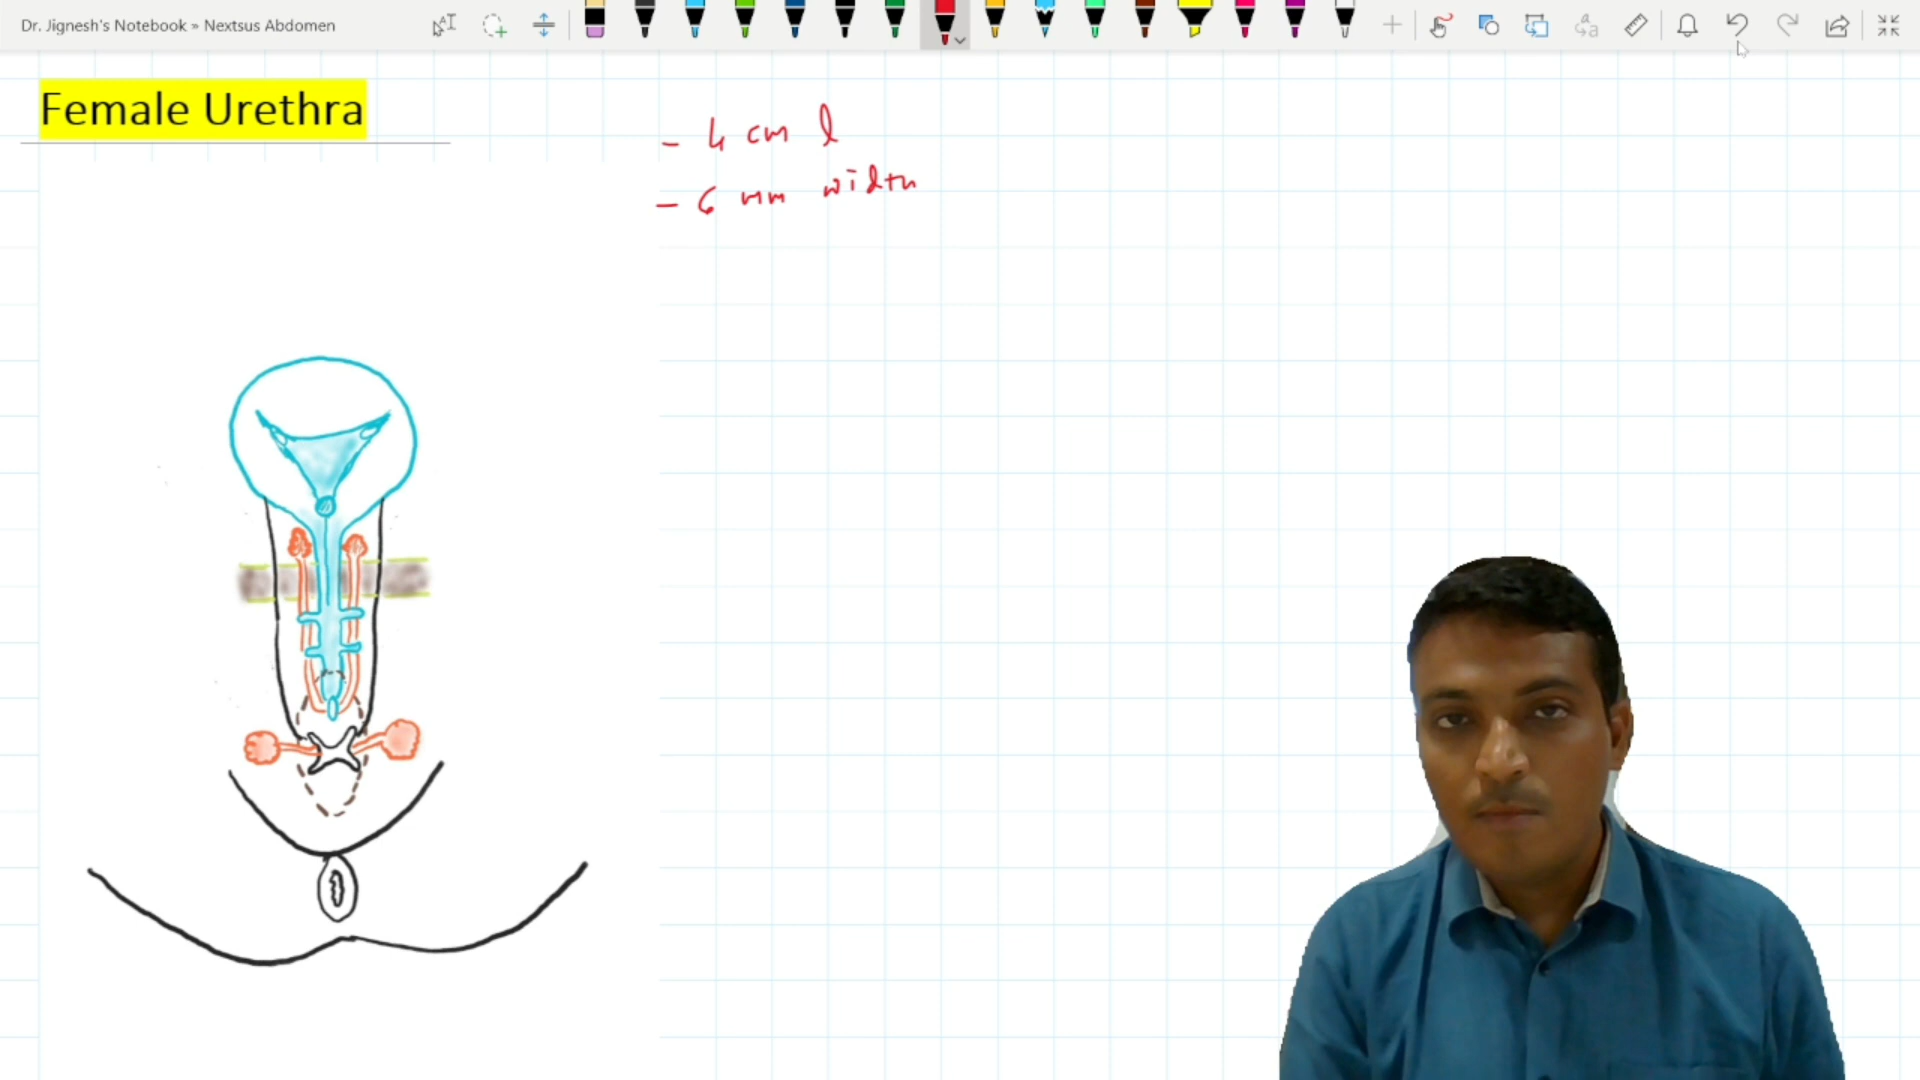 Dr. Jignesh's Notebook » Nextsus Abdomen
Female Urethra
- 4 cm l
- 6 mm width